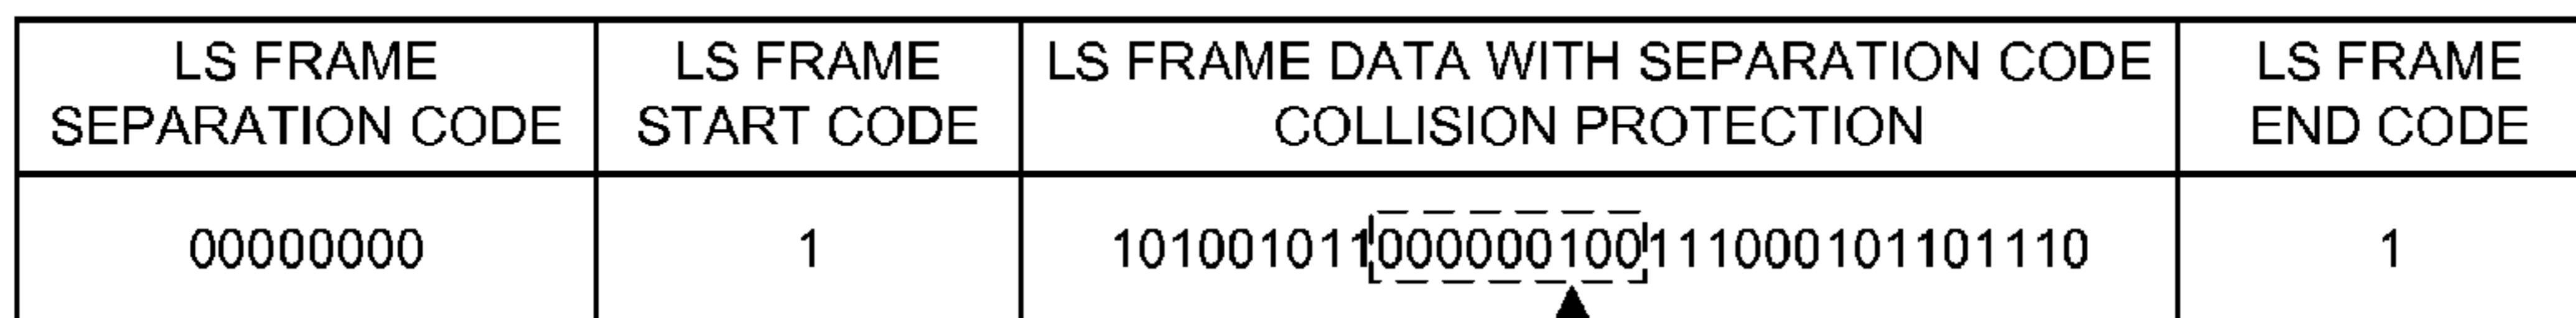 LS FRAME
SEPARATION CODE
LS FRAME
START CODE
LS FRAME DATA WITH SEPARATION CODE
COLLISION PROTECTION
LS FRAME
END CODE
00000000
1
101001011000000100111000101101110
1